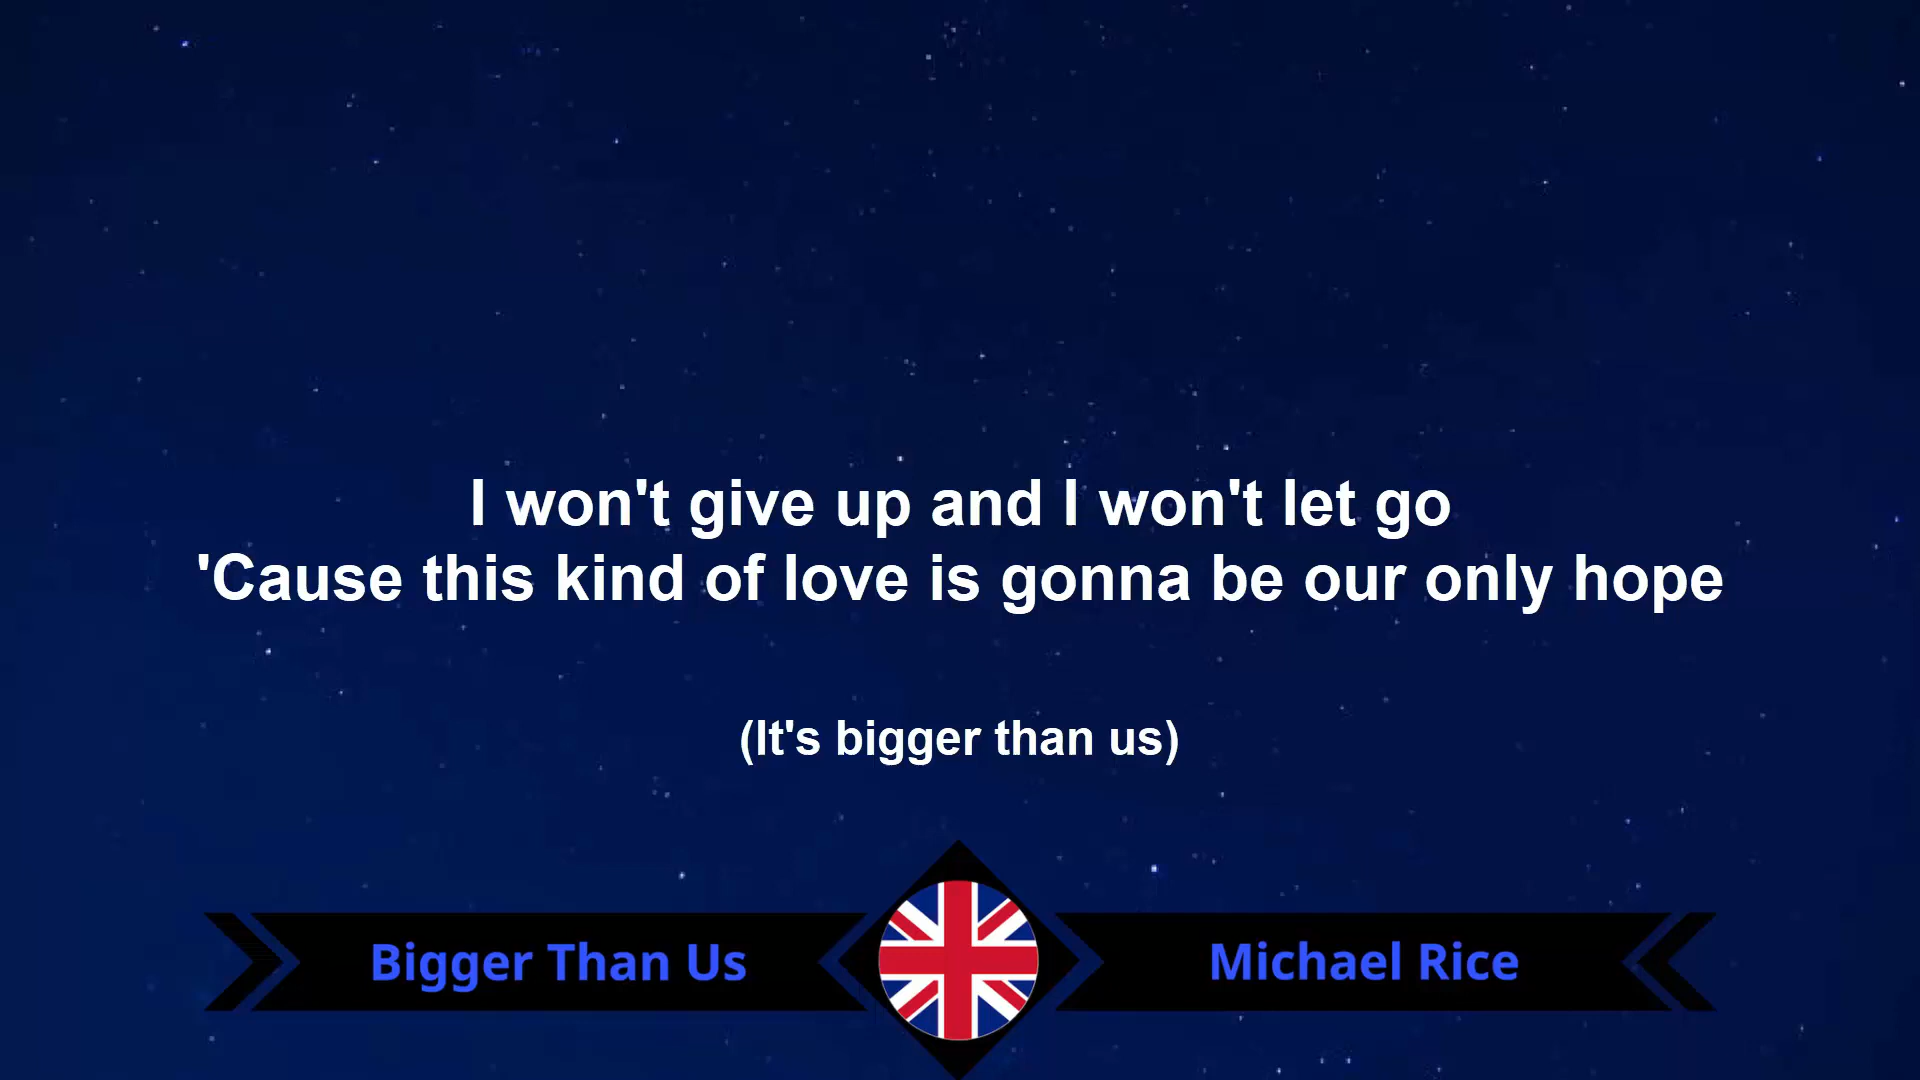 I won't give up and I won't let go
'Cause this kind of love is gonna be our only hope
(It's bigger than us)
Bigger Than Us
Michael Rice